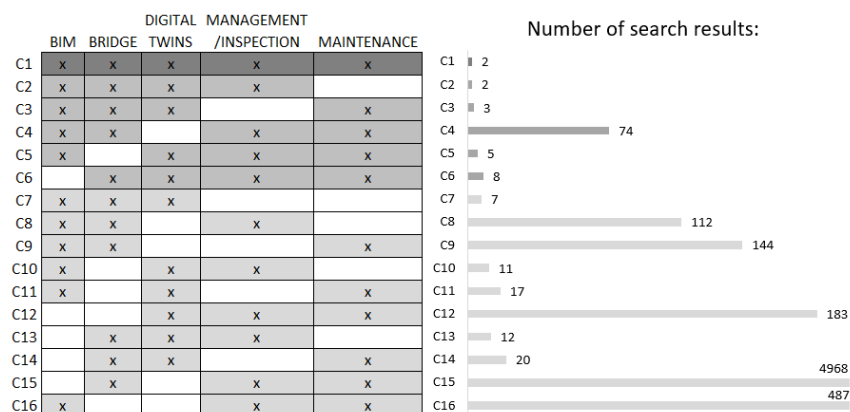 DIGITAL MANAGEMENT
BIM BRIDGE TWINS /INSPECTION MAINTENANCE
C1 x x x x x
C2 x x x x
C3 x x x x
C4 x x x x
C5 x x x x
C6 x x x x
C7 x x x
C8 x x x
C9 x x x
C10 x x x
C11 x x x
C12 x x x
C13 x x x
C14 x x x
C15 x x x
C16 x x x
Number of search results:
C1 2
C2 2
C3 3
C4 74
C5 5
C6 8
C7 7
C8 112
C9 144
C10 11
C11 17
C12 183
C13 12
C14 20
C15 4968
C16 487